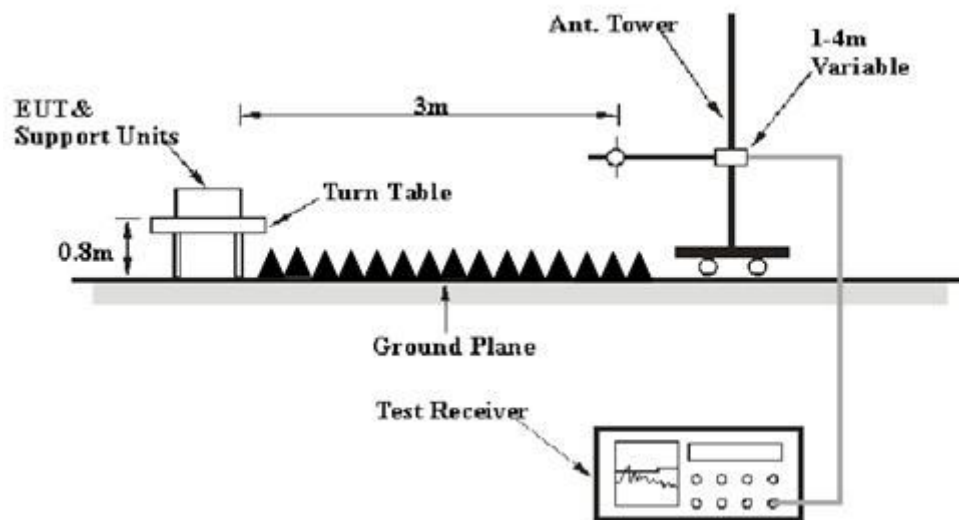 Ant. Tower
1-4m
Variable
3m
EUT&
Support Units
Turn Table
0.8m
Ground Plane
Test Receiver